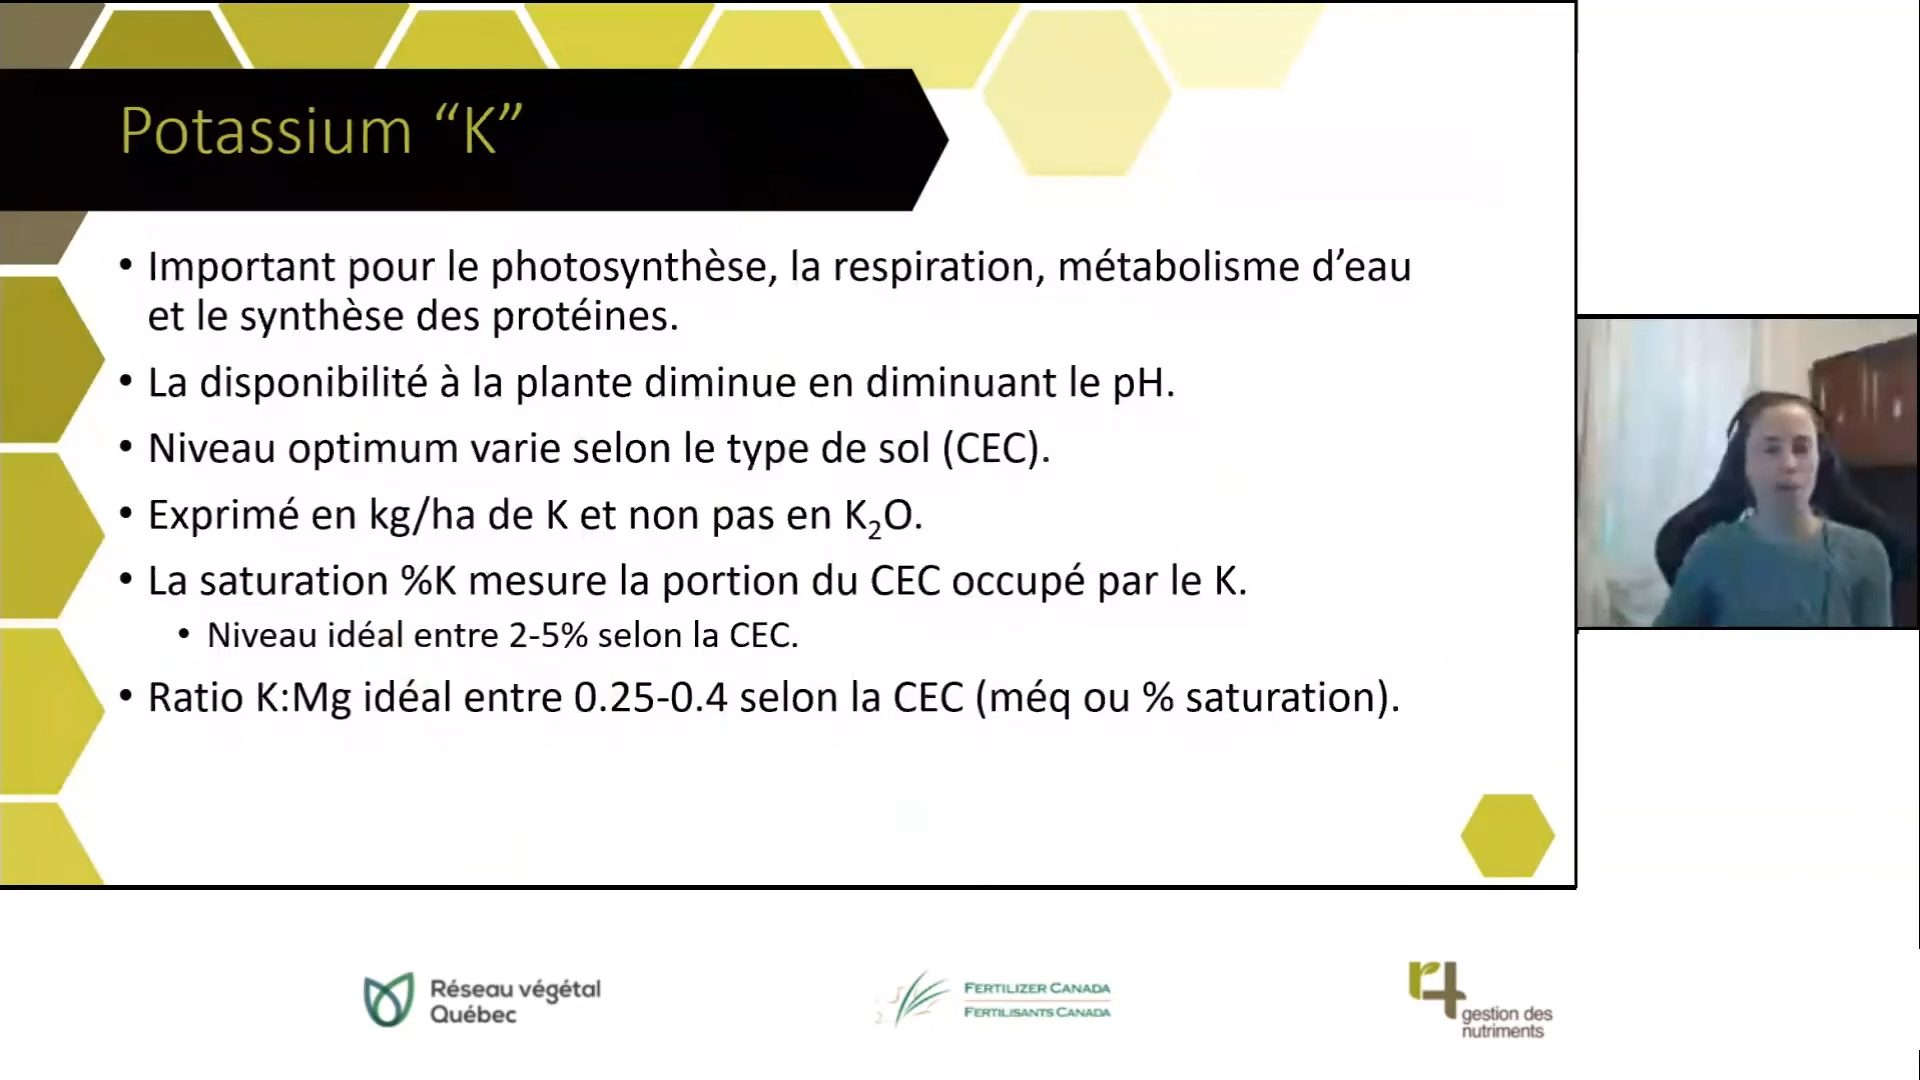 Potassium “K”
• Important pour le photosynthèse, la respiration, métabolisme d’eau
et le synthèse des protéines.
• La disponibilité à la plante diminue en diminuant le pH.
• Niveau optimum varie selon le type de sol (CEC).
• Exprimé en kg/ha de K et non pas en K₂O.
• La saturation %K mesure la portion du CEC occupé par le K.
• Niveau idéal entre 2-5% selon la CEC.
• Ratio K:Mg idéal entre 0.25-0.4 selon la CEC (méq ou % saturation).
Réseau végétal
Québec
FERTILIZER CANADA
FERTILISANTS CANADA
r4
gestion des
nutriments